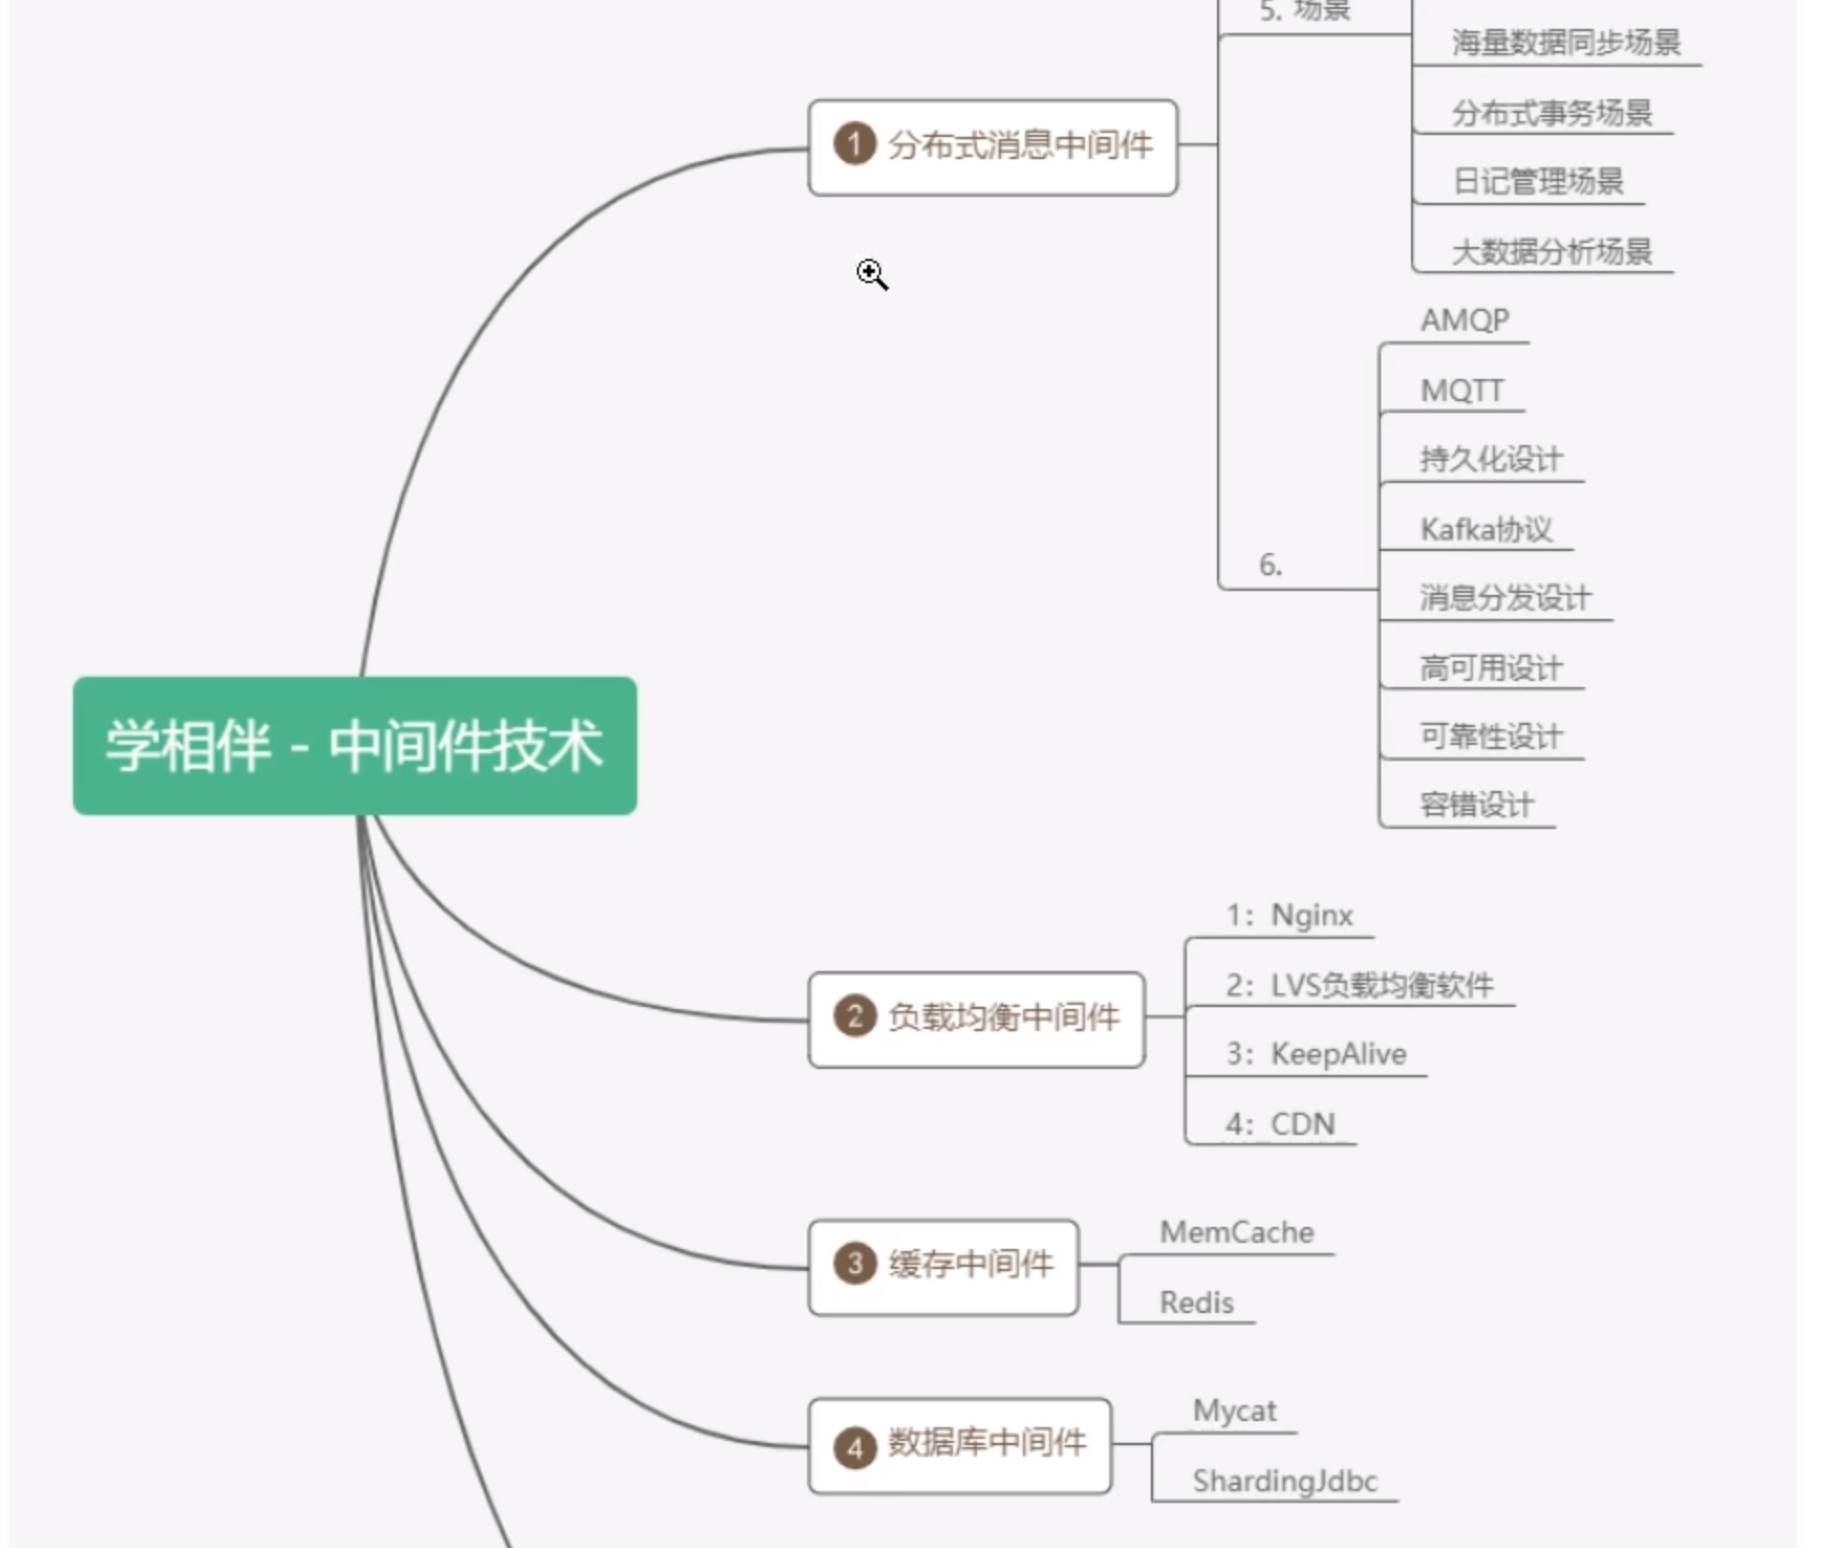 5. 场景
海量数据同步场景
分布式事务场景
日记管理场景
大数据分析场景
1 分布式消息中间件
6.
AMQP
MQTT
持久化设计
Kafka协议
消息分发设计
高可用设计
可靠性设计
容错设计
学相伴 - 中间件技术
2 负载均衡中间件
1：Nginx
2：LVS负载均衡软件
3：KeepAlive
4：CDN
3 缓存中间件
MemCache
Redis
4 数据库中间件
Mycat
ShardingJdbc